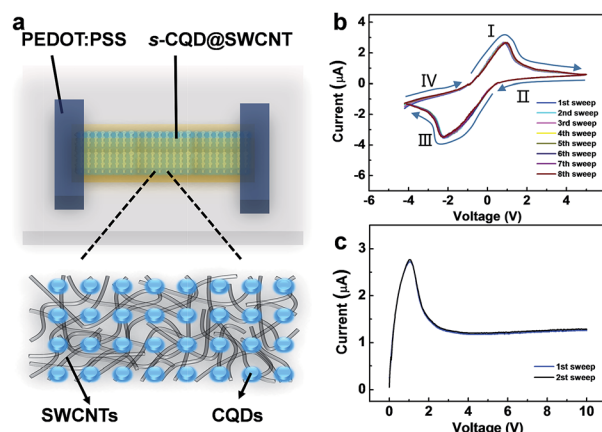 a
PEDOT:PSS
s-CQD@SWCNT
SWCNTs
CQDs
b
Current (μA)
4
2
0
-2
-4
-6
I
II
III
IV
1st sweep
2nd sweep
3rd sweep
4th sweep
5th sweep
6th sweep
7th sweep
8th sweep
-6
-4
-2
0
2
4
6
Voltage (V)
c
Current (μA)
3
2
1
0
1st sweep
2st sweep
0
2
4
6
8
10
Voltage (V)